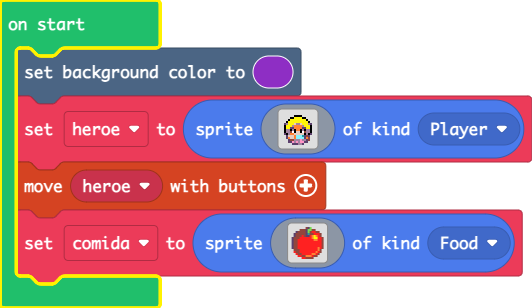 on start
set background color to
set heroe to sprite of kind Player
move heroe with buttons
set comida to sprite of kind Food